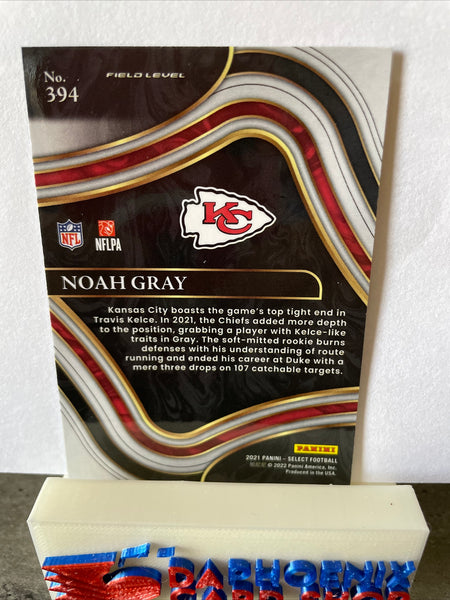 No.
394
FIELD LEVEL
KC
NFL
NFLPA
NOAH GRAY
Kansas City boasts the game's top tight end in
Travis Kelce. In 2021, the Chiefs added more depth
to the position, grabbing a player with Kelce-like
traits in Gray. The soft-mitted rookie burns
defenses with his understanding of route
running and ended his career at Duke with a
mere three drops on 107 catchable targets.
PANINI
2021 PANINI – SELECT FOOTBALL
© 2022 Panini America, Inc.
Produced in the USA.
DAPHOENIX
CARD SHOP